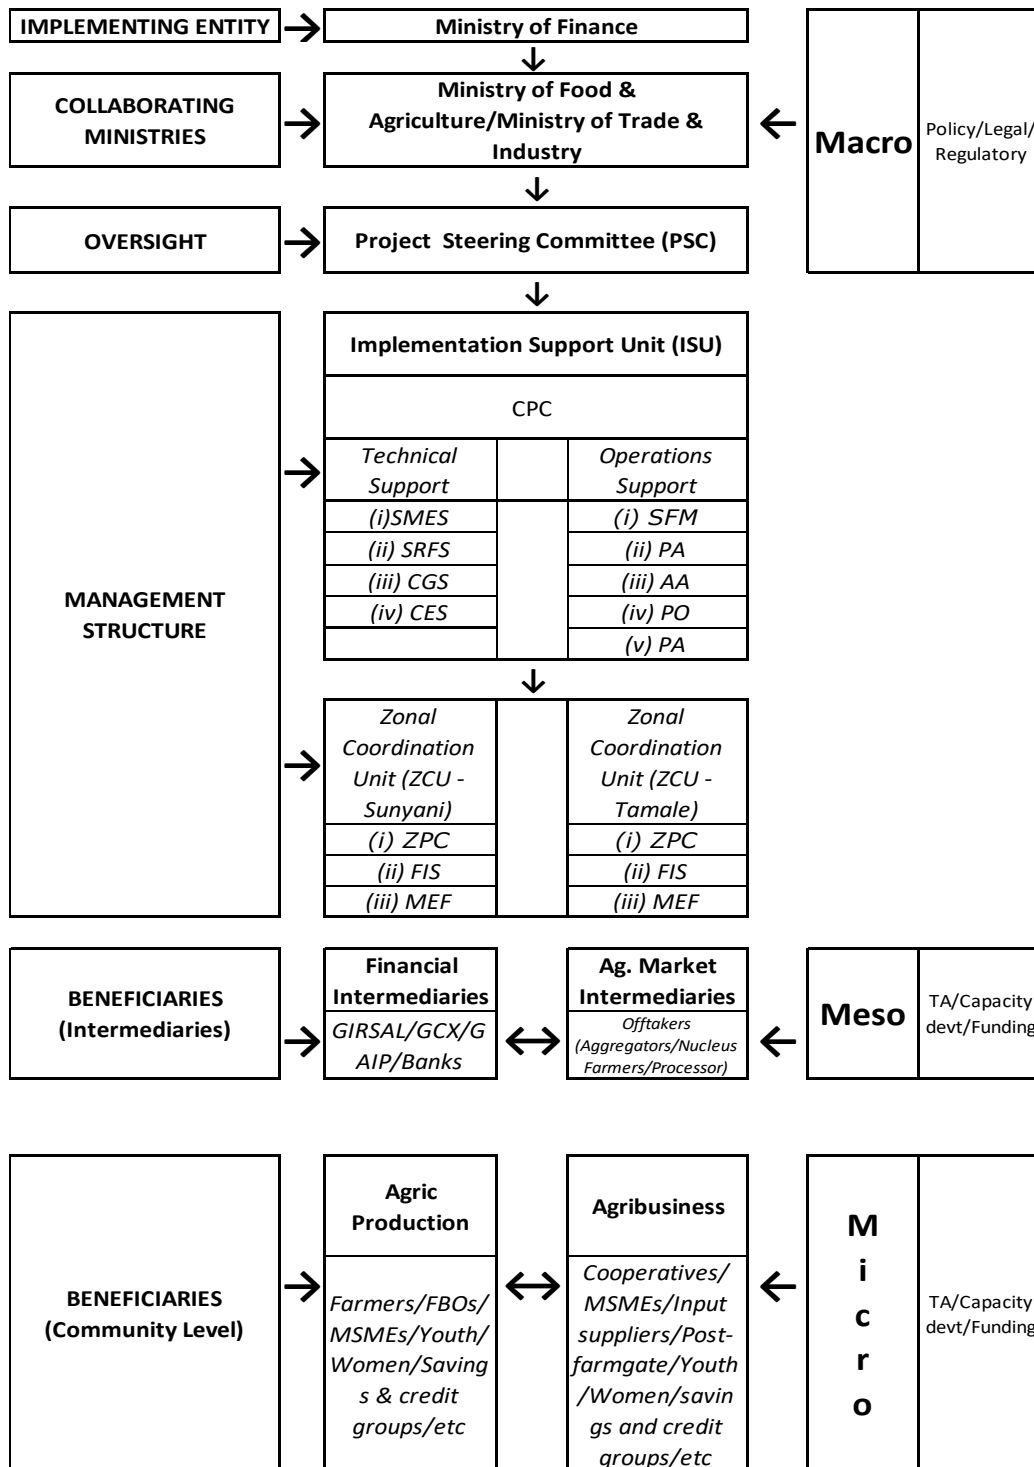 IMPLEMENTING ENTITY
Ministry of Finance
COLLABORATING
MINISTRIES
Ministry of Food &
Agriculture/Ministry of Trade &
Industry
Macro
Policy/Legal/
Regulatory
OVERSIGHT
Project Steering Committee (PSC)
MANAGEMENT
STRUCTURE
Implementation Support Unit (ISU)
CPC
Technical
Support
Operations
Support
(i)SMES
(i) SFM
(ii) SRFS
(ii) PA
(iii) CGS
(iii) AA
(iv) CES
(iv) PO
(v) PA
Zonal
Coordination
Unit (ZCU -
Sunyani)
Zonal
Coordination
Unit (ZCU -
Tamale)
(i) ZPC
(i) ZPC
(ii) FIS
(ii) FIS
(iii) MEF
(iii) MEF
BENEFICIARIES
(Intermediaries)
Financial
Intermediaries
GIRSAL/GCX/G
AIP/Banks
Ag. Market
Intermediaries
Offtakers
(Aggregators/Nucleus
Farmers/Processor)
Meso
TA/Capacity
devt/Funding
BENEFICIARIES
(Community Level)
Agric
Production
Farmers/FBOs/
MSMEs/Youth/
Women/Saving
s & credit
groups/etc
Agribusiness
Cooperatives/
MSMEs/Input
suppliers/Post-
farmgate/Youth
/Women/savin
gs and credit
groups/etc
M
i
c
r
o
TA/Capacity
devt/Funding